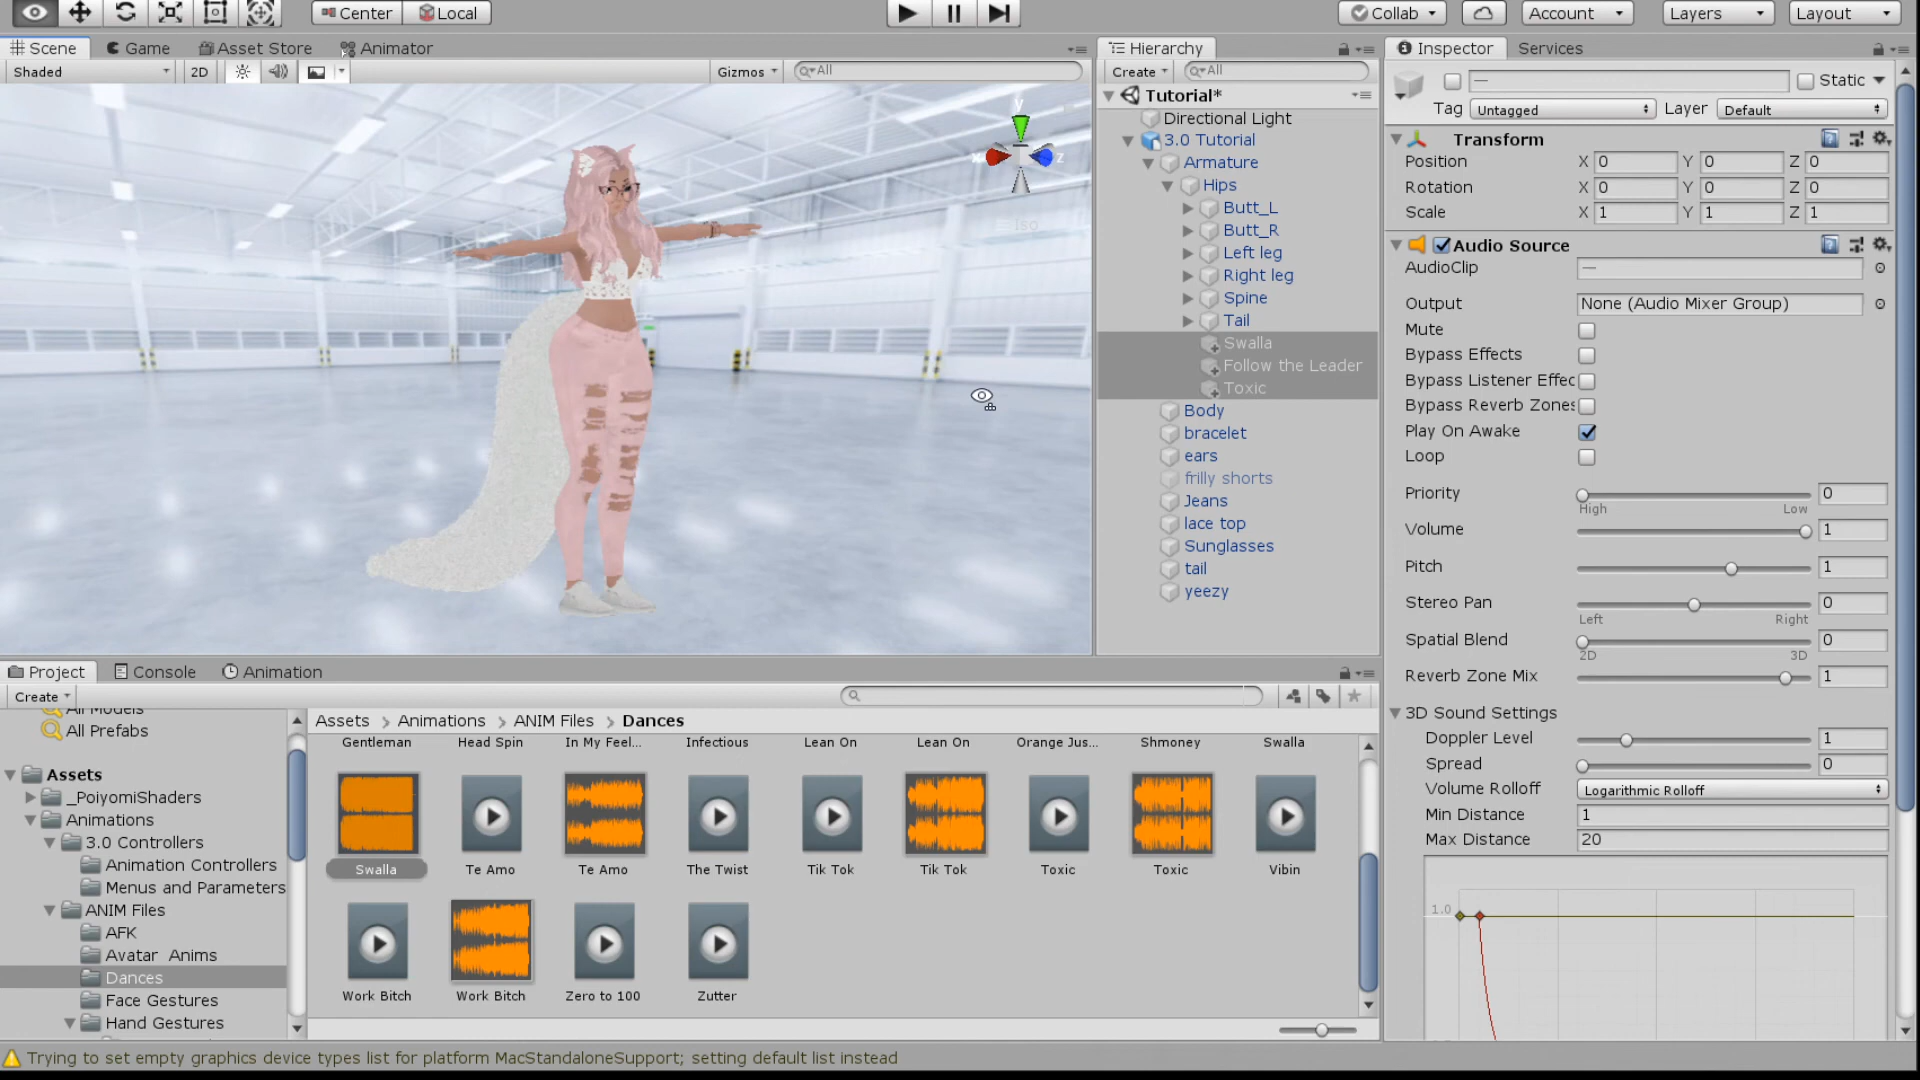 Center
Local
Collab
Account
Layers
Layout
Scene
Game
Asset Store
Animator
Shaded
2D
Gizmos
All
y
x
z
Iso
Hierarchy
Create
All
Tutorial*
Directional Light
3.0 Tutorial
Armature
Hips
Butt_L
Butt_R
Left leg
Right leg
Spine
Tail
Swalla
Follow the Leader
Toxic
Body
bracelet
ears
frilly shorts
Jeans
lace top
Sunglasses
tail
yeezy
Inspector
Services
—
Static
Tag
Untagged
Layer
Default
Transform
Position X 0 Y 0 Z 0
Rotation X 0 Y 0 Z 0
Scale X 1 Y 1 Z 1
Audio Source
AudioClip —
Output None (Audio Mixer Group)
Mute
Bypass Effects
Bypass Listener Effec
Bypass Reverb Zones
Play On Awake
Loop
Priority 0
High Low
Volume 1
Pitch 1
Stereo Pan 0
Left Right
Spatial Blend 0
2D 3D
Reverb Zone Mix 1
3D Sound Settings
Doppler Level 1
Spread 0
Volume Rolloff Logarithmic Rolloff
Min Distance 1
Max Distance 20
1.0
Project
Console
Animation
Create
All Models
All Prefabs
Assets
_PoiyomiShaders
Animations
3.0 Controllers
Animation Controllers
Menus and Parameters
ANIM Files
AFK
Avatar Anims
Dances
Face Gestures
Hand Gestures
Assets > Animations > ANIM Files > Dances
Gentleman Head Spin In My Feel... Infectious Lean On Lean On Orange Jus... Shmoney Swalla
Swalla Te Amo Te Amo The Twist Tik Tok Tik Tok Toxic Toxic Vibin
Work Bitch Work Bitch Zero to 100 Zutter
Trying to set empty graphics device types list for platform MacStandaloneSupport; setting default list instead